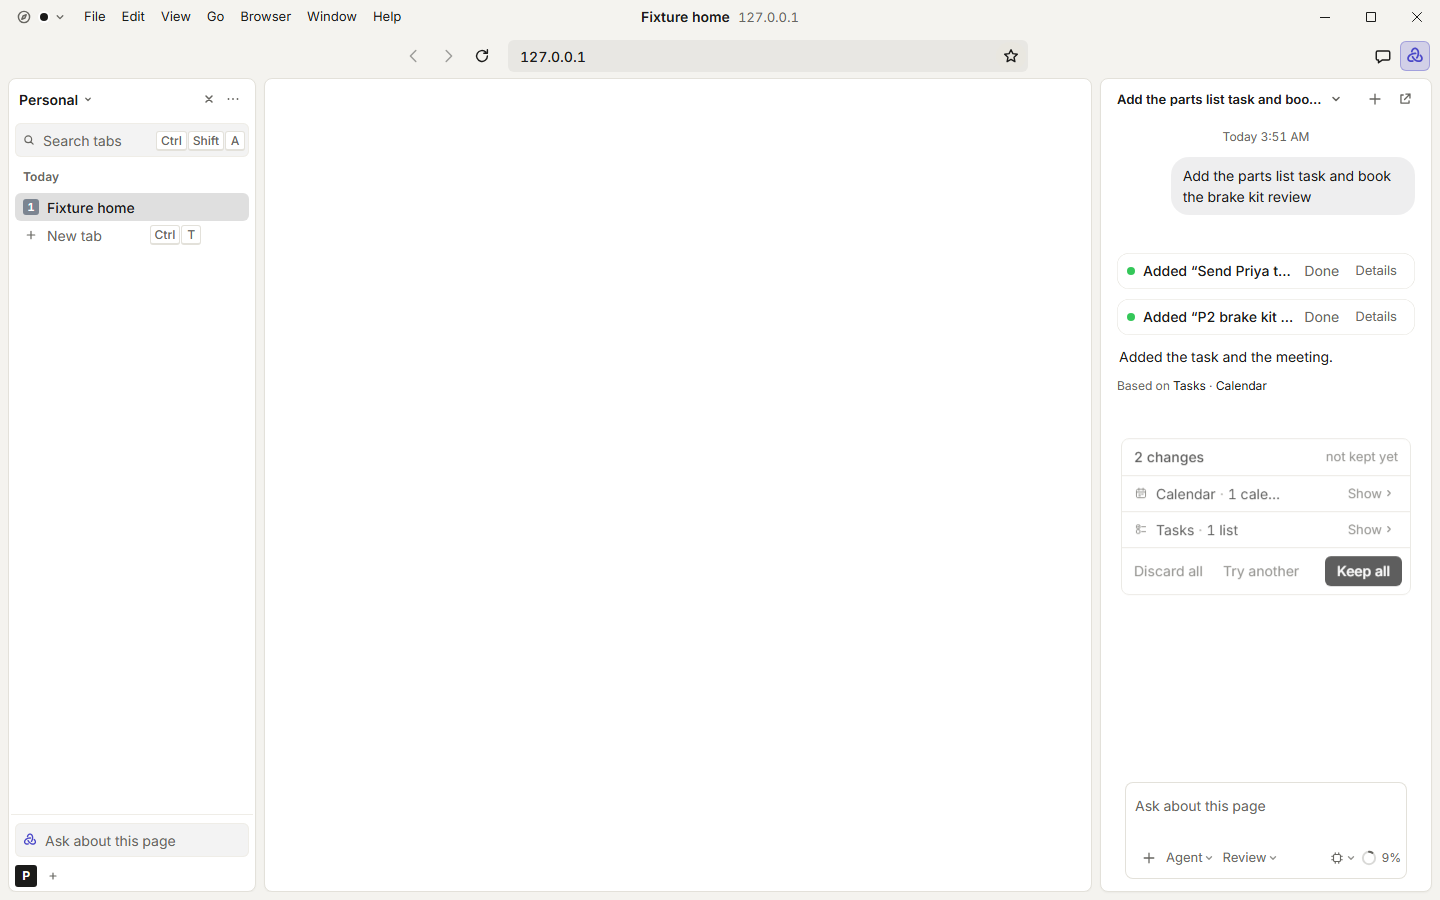 File Edit View Go Browser Window Help
Fixture home 127.0.0.1
127.0.0.1
Personal
Search tabs Ctrl Shift A
Today
1 Fixture home
New tab Ctrl T
Ask about this page
P
Add the parts list task and boo...
Today 3:51 AM
Add the parts list task and book
the brake kit review
Added “Send Priya t... Done Details
Added “P2 brake kit ... Done Details
Added the task and the meeting.
Based on Tasks · Calendar
2 changes not kept yet
Calendar · 1 cale... Show
Tasks · 1 list Show
Discard all Try another Keep all
Ask about this page
Agent Review 9%